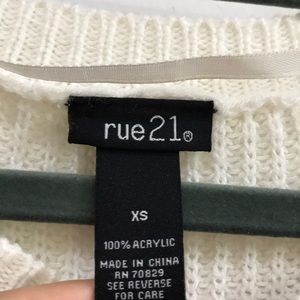 rue21®
XS
100% ACRYLIC
MADE IN CHINA
RN 70829
SEE REVERSE
FOR CARE